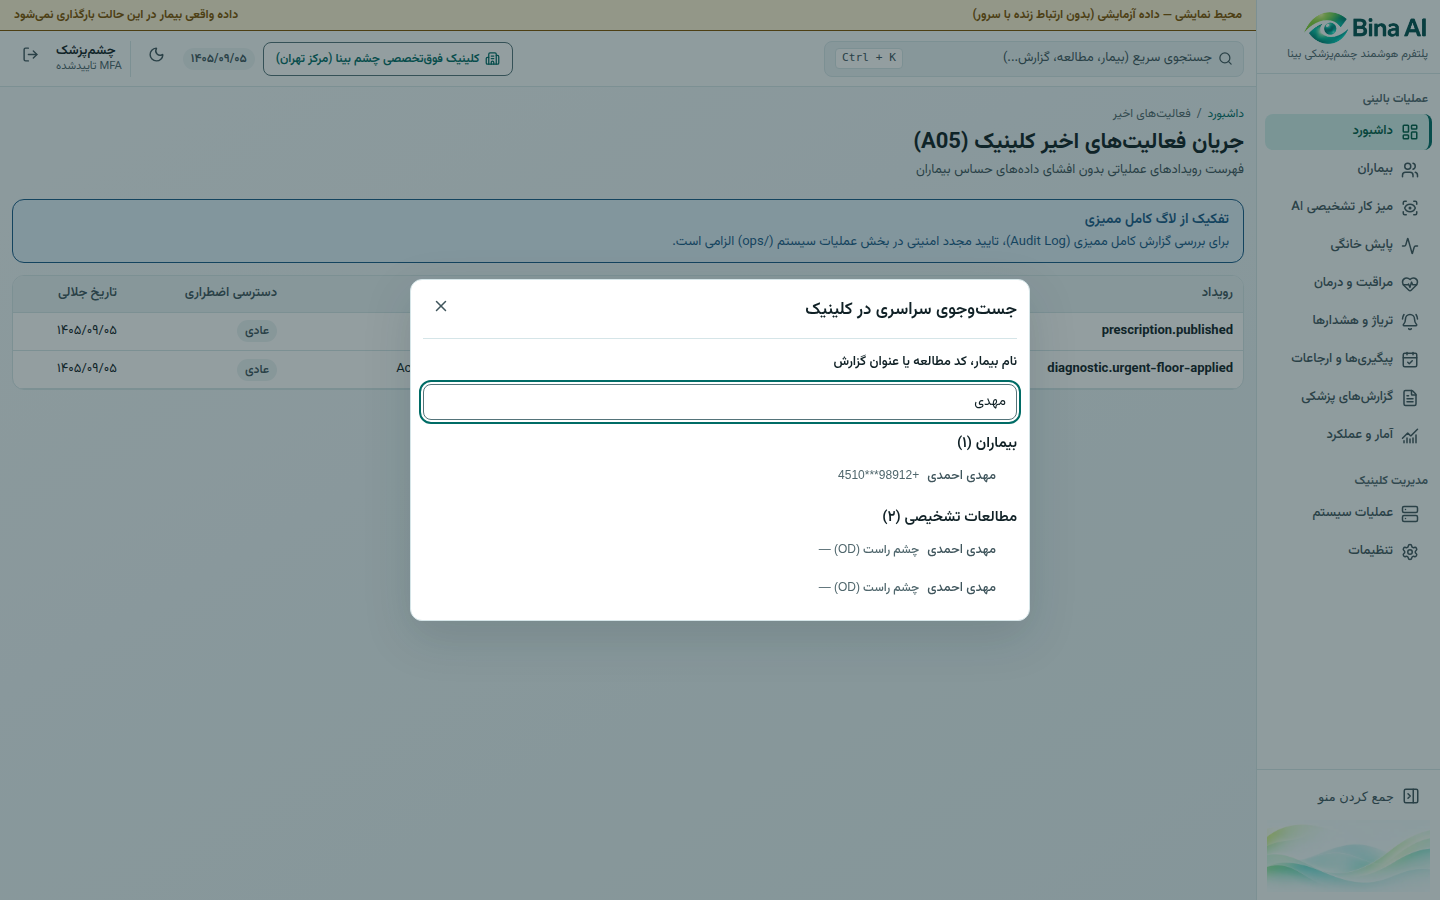 محیط نمایشی — داده آزمایشی (بدون ارتباط زنده با سرور)
داده واقعی بیمار در این حالت بارگذاری نمی‌شود
Bina AI
پلتفرم هوشمند چشم‌پزشکی بینا
عملیات بالینی
داشبورد
بیماران
میز کار تشخیصی AI
پایش خانگی
مراقبت و درمان
تریاژ و هشدارها
پیگیری‌ها و ارجاعات
گزارش‌های پزشکی
آمار و عملکرد
مدیریت کلینیک
عملیات سیستم
تنظیمات
جمع کردن منو
جستجوی سریع (بیمار، مطالعه، گزارش...)
Ctrl + K
کلینیک فوق‌تخصصی چشم بینا (مرکز تهران)
۱۴۰۵/۰۹/۰۵
چشم‌پزشک
MFA تاییدشده
داشبورد / فعالیت‌های اخیر
جریان فعالیت‌های اخیر کلینیک (A05)
فهرست رویدادهای عملیاتی بدون افشای داده‌های حساس بیماران
تفکیک از لاگ کامل ممیزی
برای بررسی گزارش کامل ممیزی (Audit Log)، تایید مجدد امنیتی در بخش عملیات سیستم (/ops) الزامی است.
رویداد
دسترسی اضطراری
تاریخ جلالی
prescription.published
عادی
۱۴۰۵/۰۹/۰۵
diagnostic.urgent-floor-applied
Ac
عادی
۱۴۰۵/۰۹/۰۵
جست‌وجوی سراسری در کلینیک
نام بیمار، کد مطالعه یا عنوان گزارش
مهدی
بیماران (۱)
مهدی احمدی +98912***4510
مطالعات تشخیصی (۲)
مهدی احمدی چشم راست (OD) —
مهدی احمدی چشم راست (OD) —